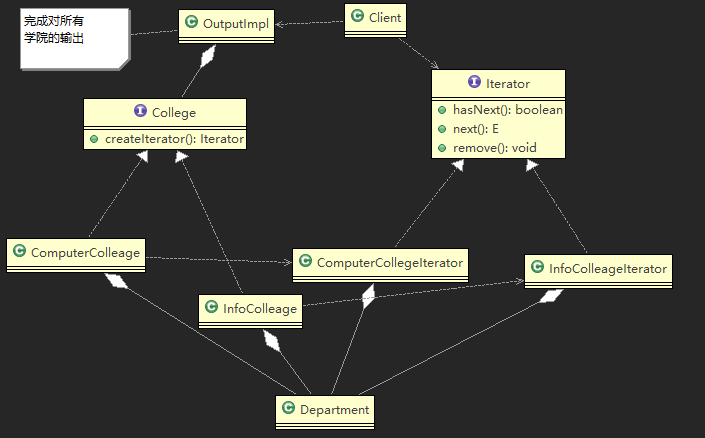 完成对所有
学院的输出
C OutputImpl
C Client
I Iterator
hasNext(): boolean
next(): E
remove(): void
I College
createIterator(): Iterator
C ComputerColleage
C ComputerCollegeIterator
C InfoColleageIterator
C InfoColleage
C Department